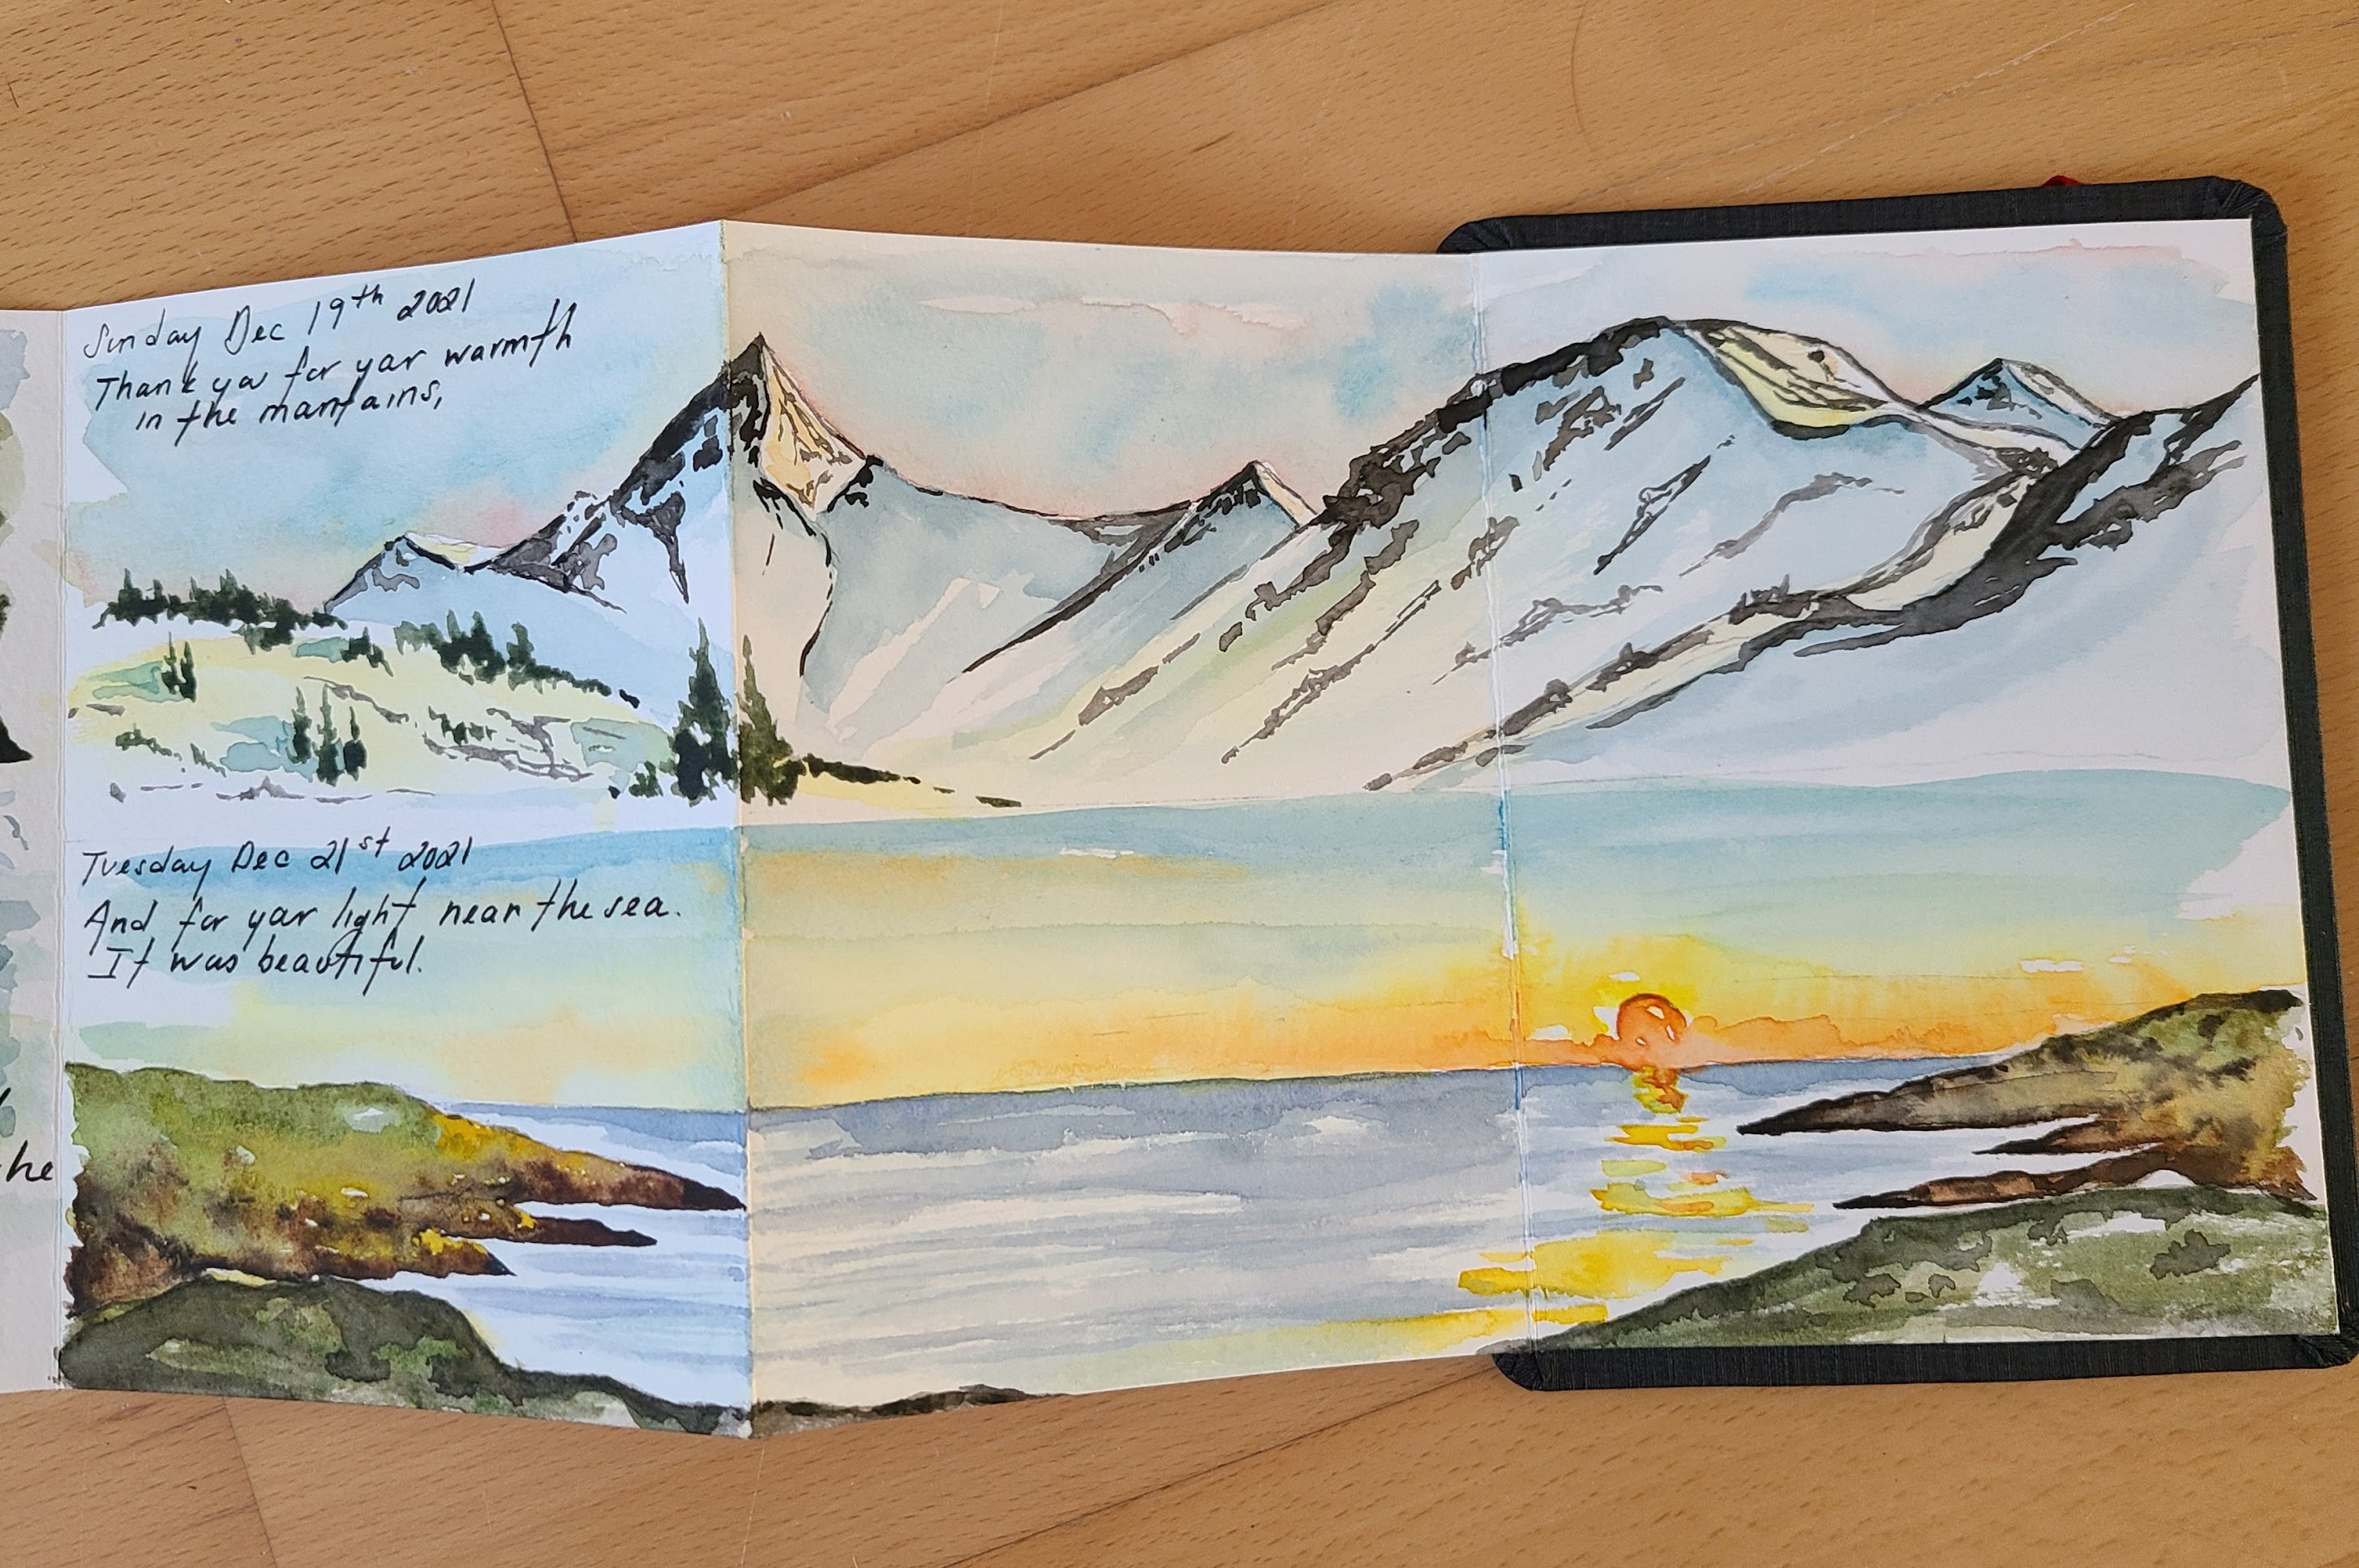 Sunday Dec 19th 2021
Thank you for your warmth
in the mountains,
Tuesday Dec 21st 2021
And for your light near the sea.
It was beautiful.
he